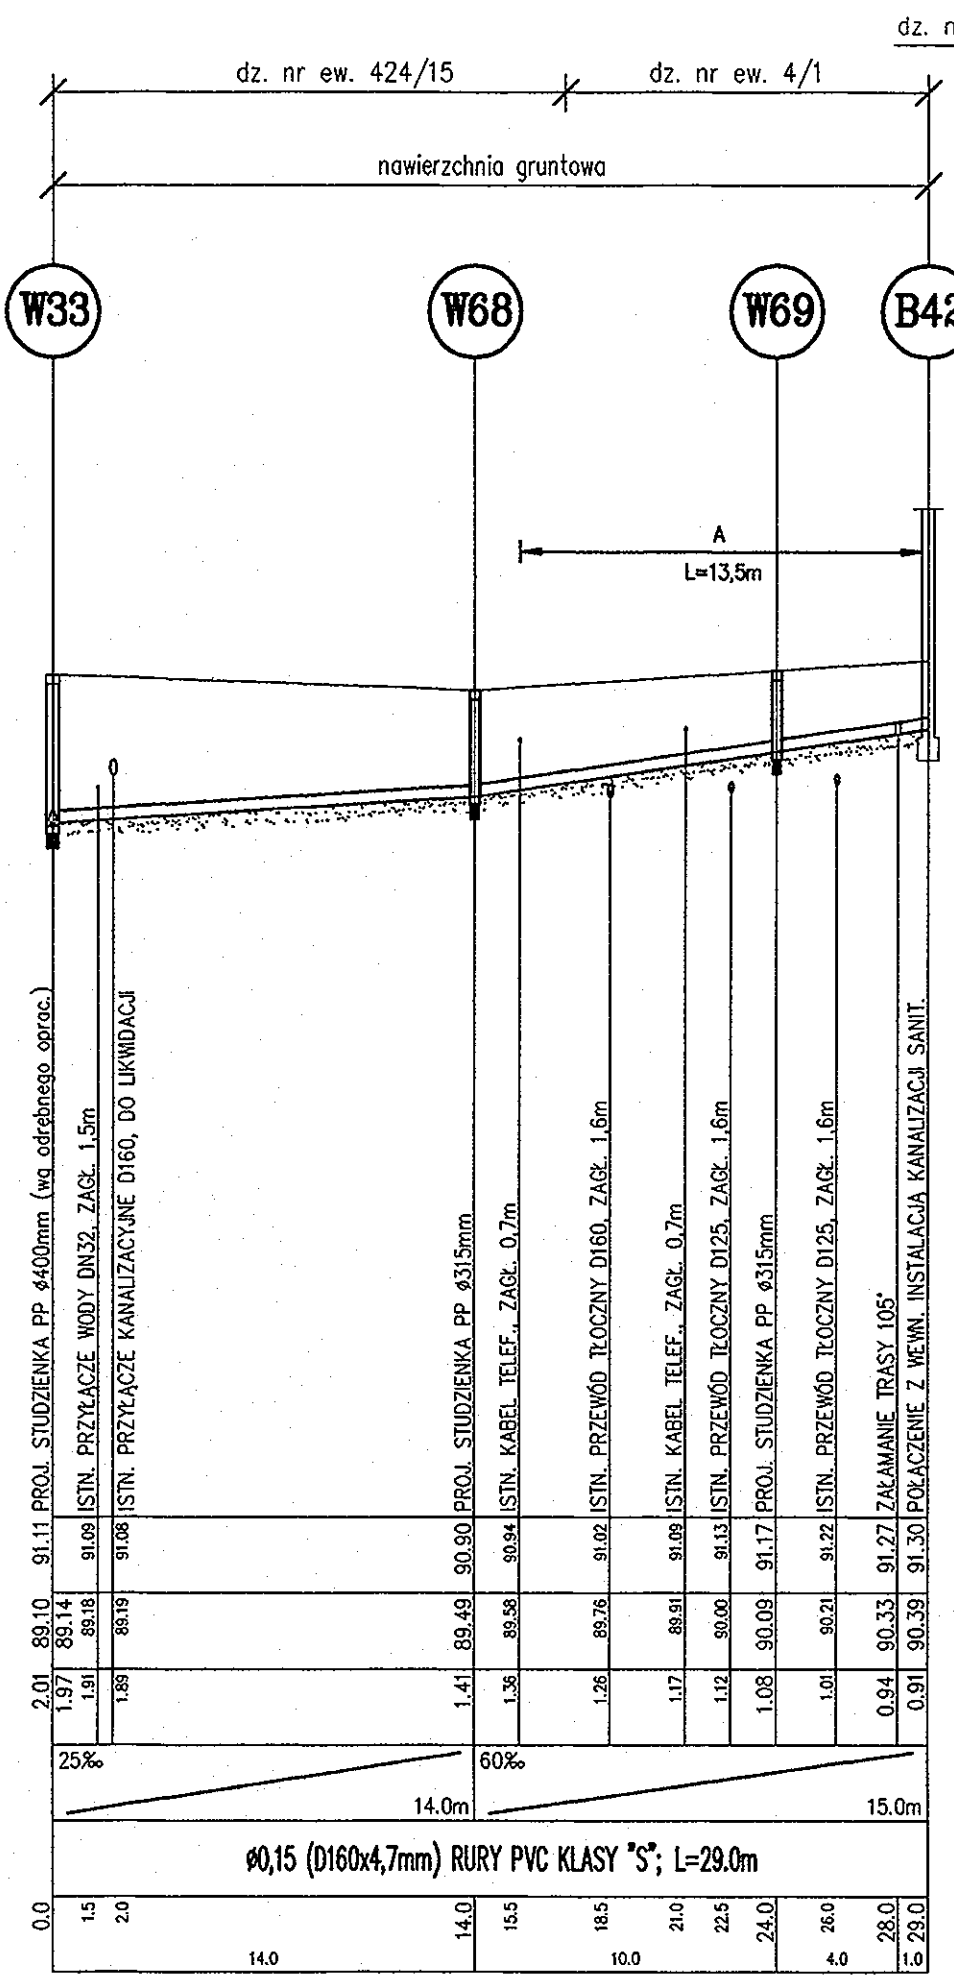 dz. n
dz. nr ew. 424/15
dz. nr ew. 4/1
nawierzchnia gruntowa
W33
W68
W69
B42
A
L=13,5m
PROJ. STUDZIENKA PP ø400mm (wg odrębnego oprac.)
ISTN. PRZYŁĄCZE WODY DN32, ZAGŁ. 1,5m
ISTN. PRZYŁĄCZE KANALIZACYJNE D160, DO LIKWIDACJI
PROJ. STUDZIENKA PP ø315mm
ISTN. KABEL TELEF., ZAGŁ. 0,7m
ISTN. PRZEWÓD TŁOCZNY D160, ZAGŁ. 1,6m
ISTN. KABEL TELEF., ZAGŁ. 0,7m
ISTN. PRZEWÓD TŁOCZNY D125, ZAGŁ. 1,6m
PROJ. STUDZIENKA PP ø315mm
ISTN. PRZEWÓD TŁOCZNY D125, ZAGŁ. 1,6m
ZAŁAMANIE TRASY 105°
POŁĄCZENIE Z WEWN. INSTALACJĄ KANALIZACJI SANIT.
91.11 91.09 91.08 90.90 90.94 91.02 91.09 91.13 91.17 91.22 91.27 91.30
89.10 89.14 89.18 89.19 89.49 89.58 89.76 89.91 90.00 90.09 90.21 90.33 90.39
2.01 1.97 1.91 1.89 1.41 1.36 1.26 1.17 1.12 1.08 1.01 0.94 0.91
25‰ 60‰
14.0m 15.0m
ø0,15 (D160x4,7mm) RURY PVC KLASY "S"; L=29.0m
0.0 1.5 2.0 14.0 15.5 18.5 21.0 22.5 24.0 26.0 28.0 29.0
14.0 10.0 4.0 1.0